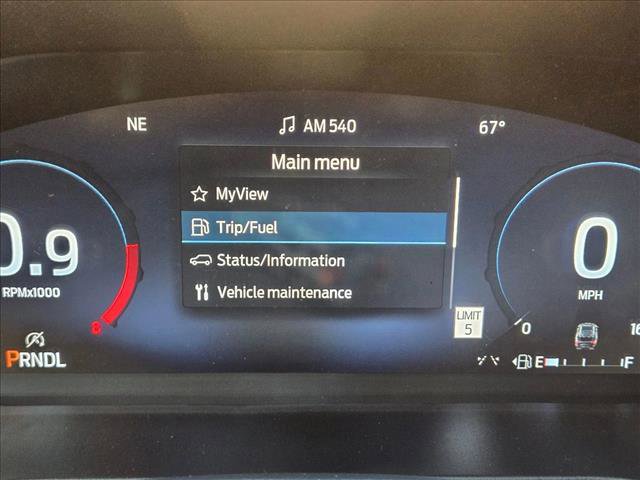 NE
AM 540
67°
Main menu
MyView
Trip/Fuel
Status/Information
Vehicle maintenance
0.9
RPMx1000
8
PRNDL
0
MPH
LIMIT
5
0
16
E
F